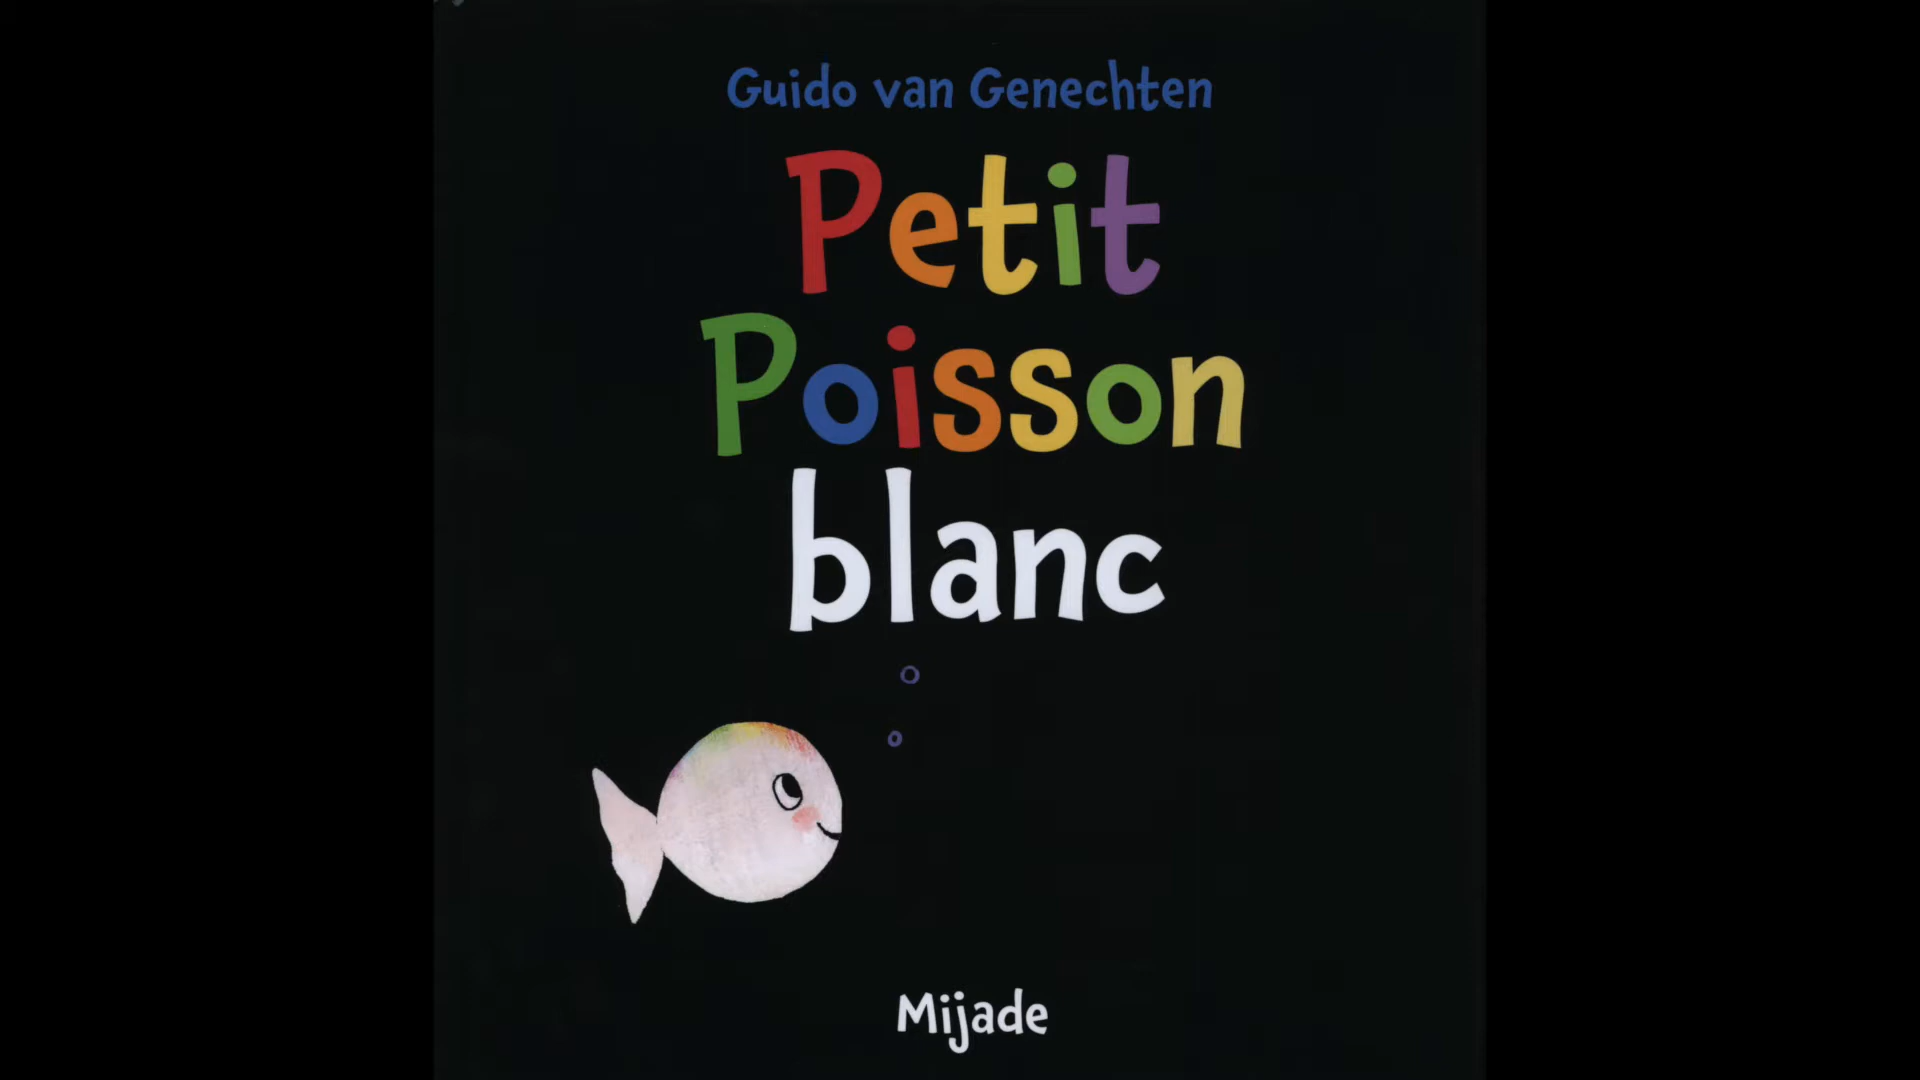 Guido van Genechten
Petit
Poisson
blanc
Mijade